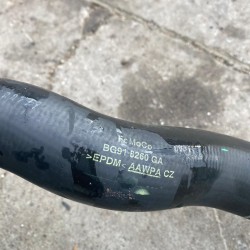 FoMoCo
BG91 8260 GA
>EPDM< AAWPA CZ